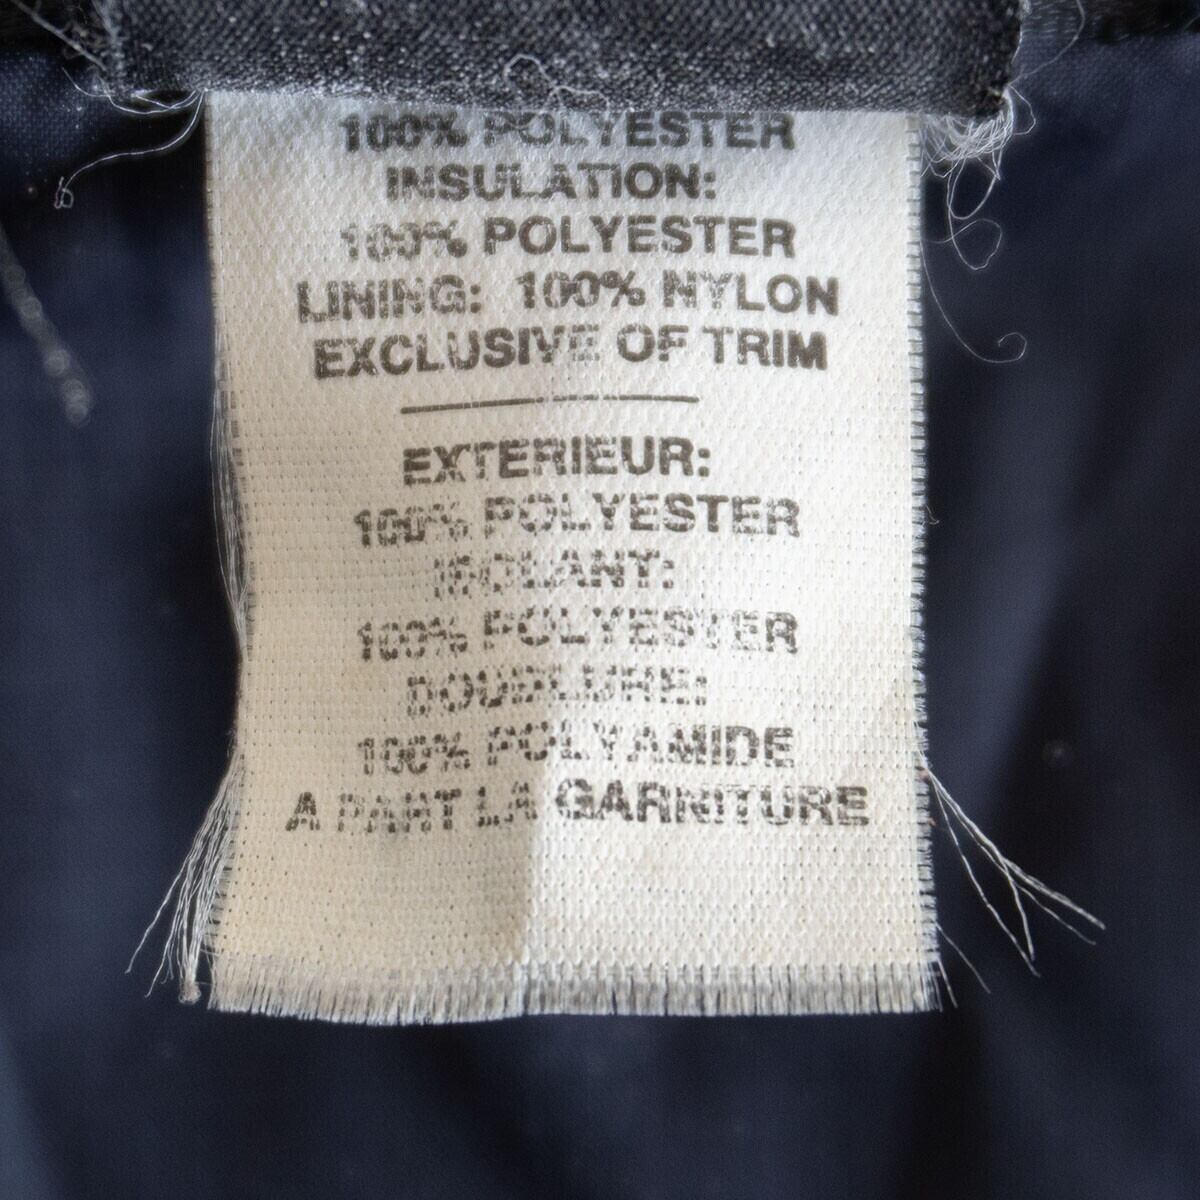 100% POLYESTER
INSULATION:
100% POLYESTER
LINING: 100% NYLON
EXCLUSIVE OF TRIM
EXTERIEUR:
100% POLYESTER
ISOLANT:
100% POLYESTER
DOUBLURE:
100% POLYAMIDE
A PART LA GARNITURE